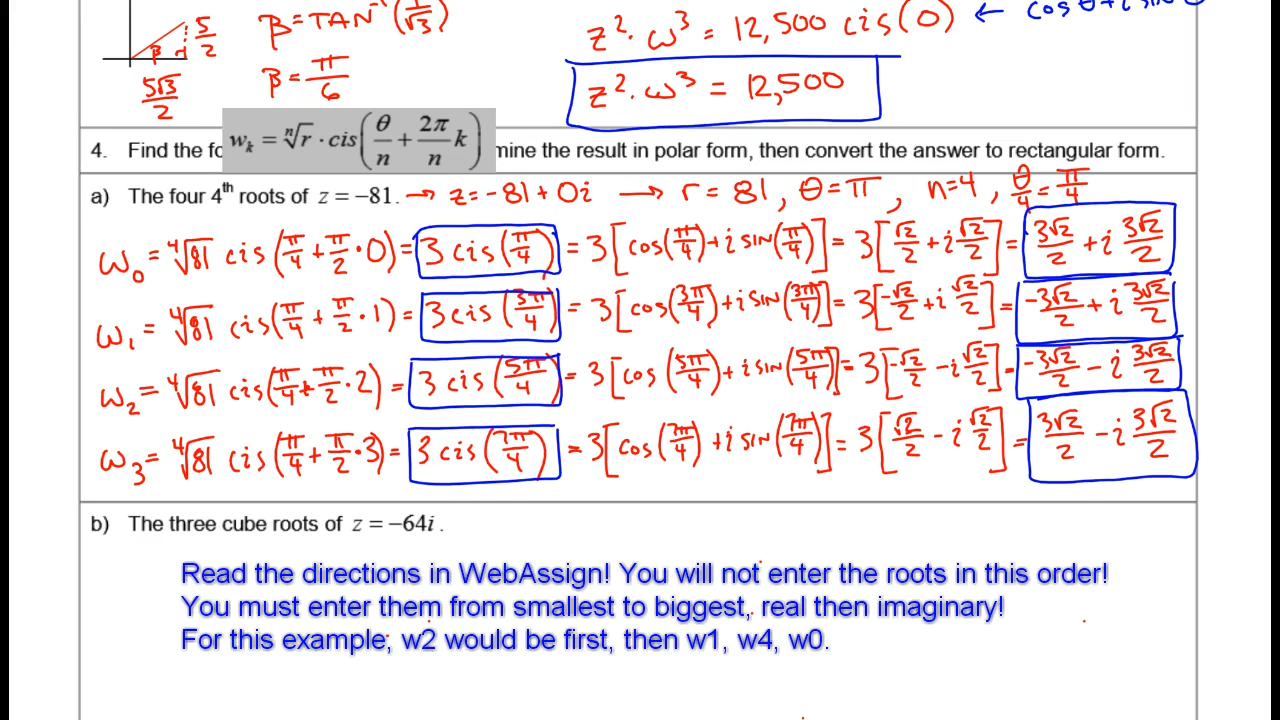 5/2
β
5√3/2
β = TAN⁻¹(1/√3)
β = π/6
z²·ω³ = 12,500 cis(0) ← cos θ + i sin θ
z²·ω³ = 12,500
w_k = ⁿ√r · cis(θ/n + 2π/n k)
4. Find the fo mine the result in polar form, then convert the answer to rectangular form.
a) The four 4th roots of z = −81. → z = −81 + 0i → r = 81, θ = π, n = 4, θ/4 = π/4
ω₀ = ⁴√81 cis(π/4 + π/2 · 0) = 3 cis(π/4) = 3[cos(π/4) + i sin(π/4)] = 3[√2/2 + i √2/2] = 3√2/2 + i 3√2/2
ω₁ = ⁴√81 cis(π/4 + π/2 · 1) = 3 cis(3π/4) = 3[cos(3π/4) + i sin(3π/4)] = 3[−√2/2 + i √2/2] = −3√2/2 + i 3√2/2
ω₂ = ⁴√81 cis(π/4 + π/2 · 2) = 3 cis(5π/4) = 3[cos(5π/4) + i sin(5π/4)] = 3[−√2/2 − i √2/2] = −3√2/2 − i 3√2/2
ω₃ = ⁴√81 cis(π/4 + π/2 · 3) = 3 cis(7π/4) = 3[cos(7π/4) + i sin(7π/4)] = 3[√2/2 − i √2/2] = 3√2/2 − i 3√2/2
b) The three cube roots of z = −64i.
Read the directions in WebAssign! You will not enter the roots in this order!
You must enter them from smallest to biggest, real then imaginary!
For this example, w2 would be first, then w1, w4, w0.